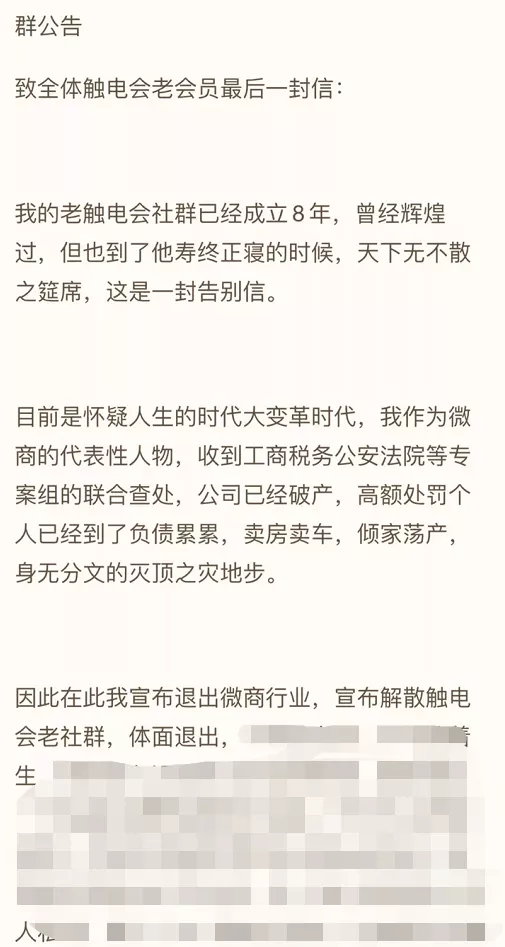 群公告
致全体触电会老会员最后一封信：
我的老触电会社群已经成立8年，曾经辉煌
过，但也到了他寿终正寝的时候，天下无不散
之筵席，这是一封告别信。
目前是怀疑人生的时代大变革时代，我作为微
商的代表性人物，收到工商税务公安法院等专
案组的联合查处，公司已经破产，高额处罚个
人已经到了负债累累，卖房卖车，倾家荡产，
身无分文的灭顶之灾地步。
因此在此我宣布退出微商行业，宣布解散触电
会老社群，体面退出，
生
人